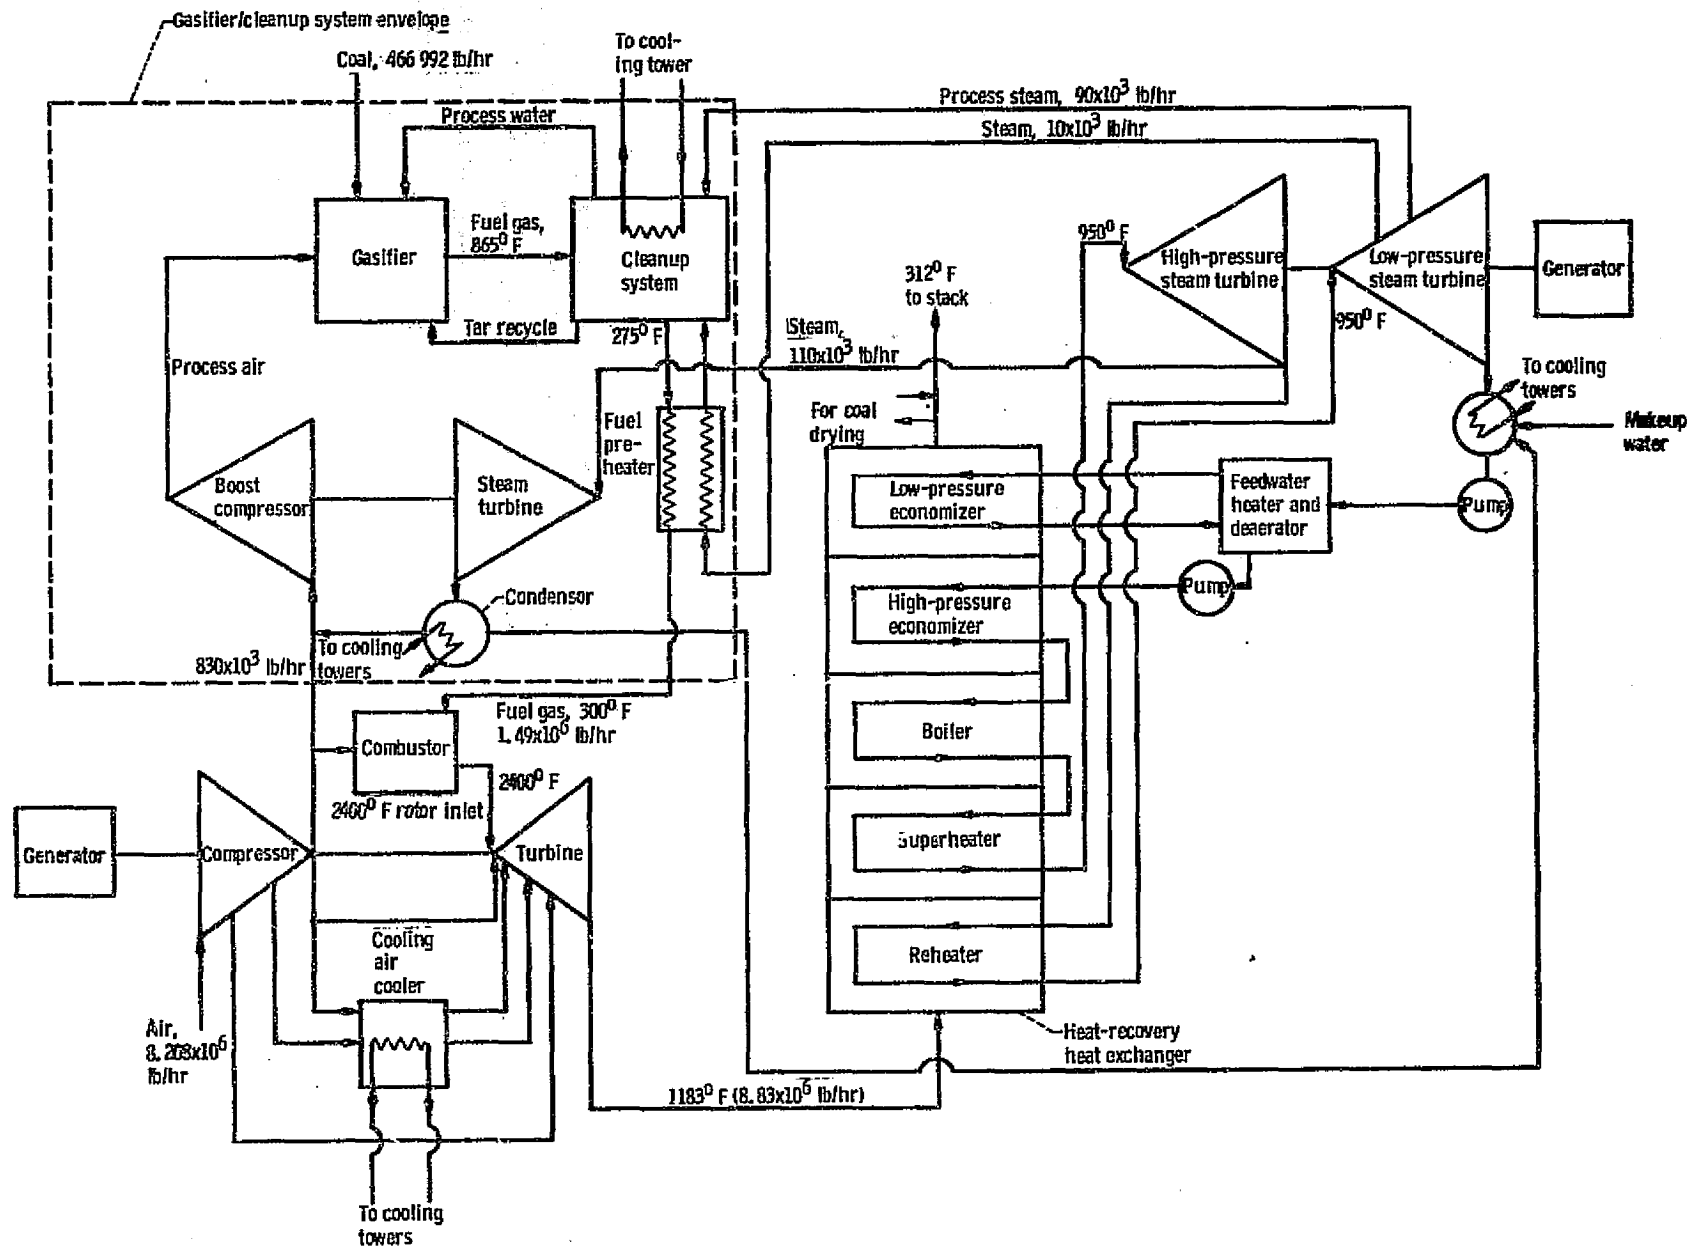 Gasifier/cleanup system envelope
Coal, 466 992 lb/hr
To cool-
ing tower
Process water
Process steam, 90x10³ lb/hr
Steam, 10x10³ lb/hr
Gasifier
Fuel gas,
865⁰ F
Cleanup
system
Tar recycle
275⁰ F
Process air
Steam,
110x10³ lb/hr
312⁰ F
to stack
950⁰ F
High-pressure
steam turbine
Low-pressure
steam turbine
Generator
950⁰ F
To cooling
towers
Makeup
water
For coal
drying
Fuel
pre-
heater
Boost
compressor
Steam
turbine
Low-pressure
economizer
Feedwater
heater and
deaerator
Pump
Pump
High-pressure
economizer
Condensor
To cooling
towers
830x10³ lb/hr
Fuel gas, 300⁰ F
1.49x10⁶ lb/hr
Combustor
2400⁰ F
2400⁰ F rotor inlet
Boiler
Superheater
Reheater
Generator
Compressor
Turbine
Cooling
air
cooler
Air,
8.208x10⁶
lb/hr
Heat-recovery
heat exchanger
1183⁰ F (8.83x10⁶ lb/hr)
To cooling
towers